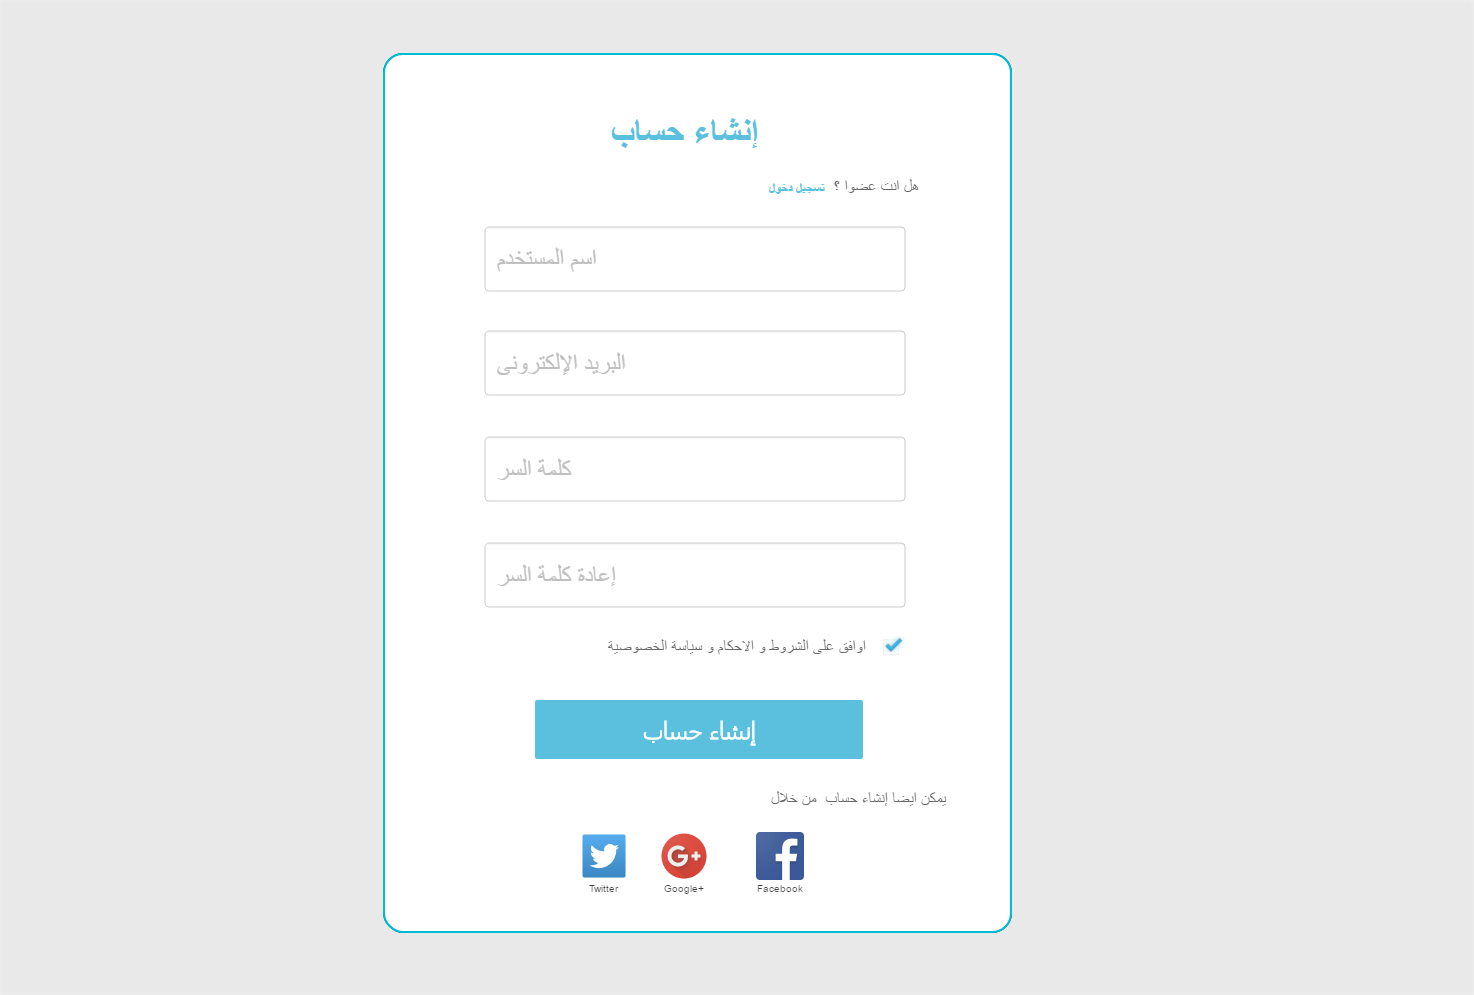 إنشاء حساب
هل انت عضوا ؟ تسجيل دخول
اسم المستخدم
البريد الإلكترونى
كلمة السر
إعادة كلمة السر
اوافق على الشروط و الاحكام و سياسة الخصوصية
إنشاء حساب
يمكن ايضا إنشاء حساب من خلال
Facebook Google+ Twitter